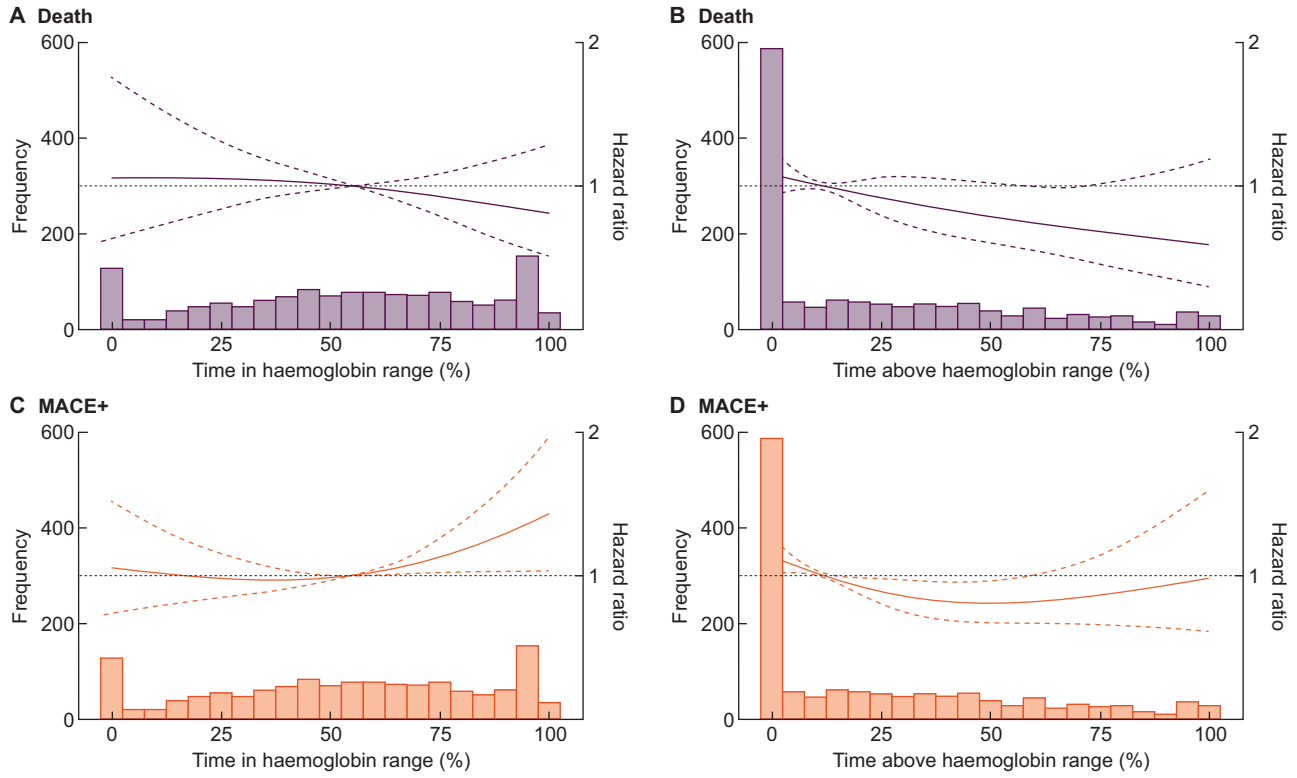 A Death
600
400
200
0
Frequency
2
1
Hazard ratio
0 25 50 75 100
Time in haemoglobin range (%)
B Death
600
400
200
0
Frequency
2
1
Hazard ratio
0 25 50 75 100
Time above haemoglobin range (%)
C MACE+
600
400
200
0
Frequency
2
1
Hazard ratio
0 25 50 75 100
Time in haemoglobin range (%)
D MACE+
600
400
200
0
Frequency
2
1
Hazard ratio
0 25 50 75 100
Time above haemoglobin range (%)